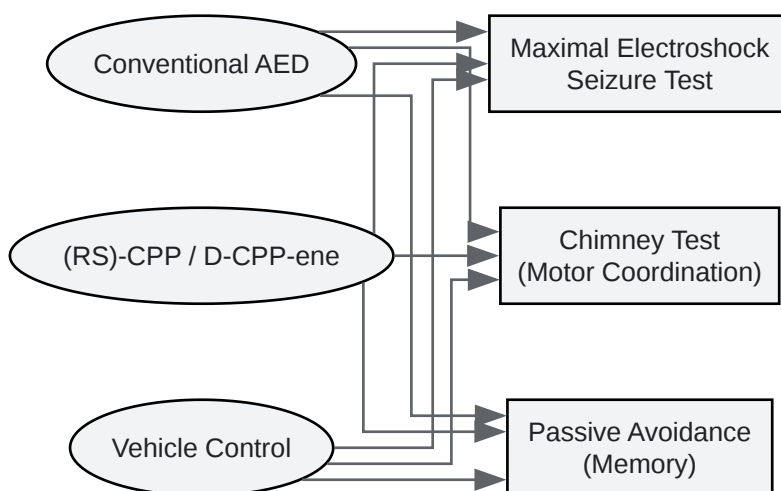 Conventional AED
Maximal Electroshock
Seizure Test
(RS)-CPP / D-CPP-ene
Chimney Test
(Motor Coordination)
Vehicle Control
Passive Avoidance
(Memory)